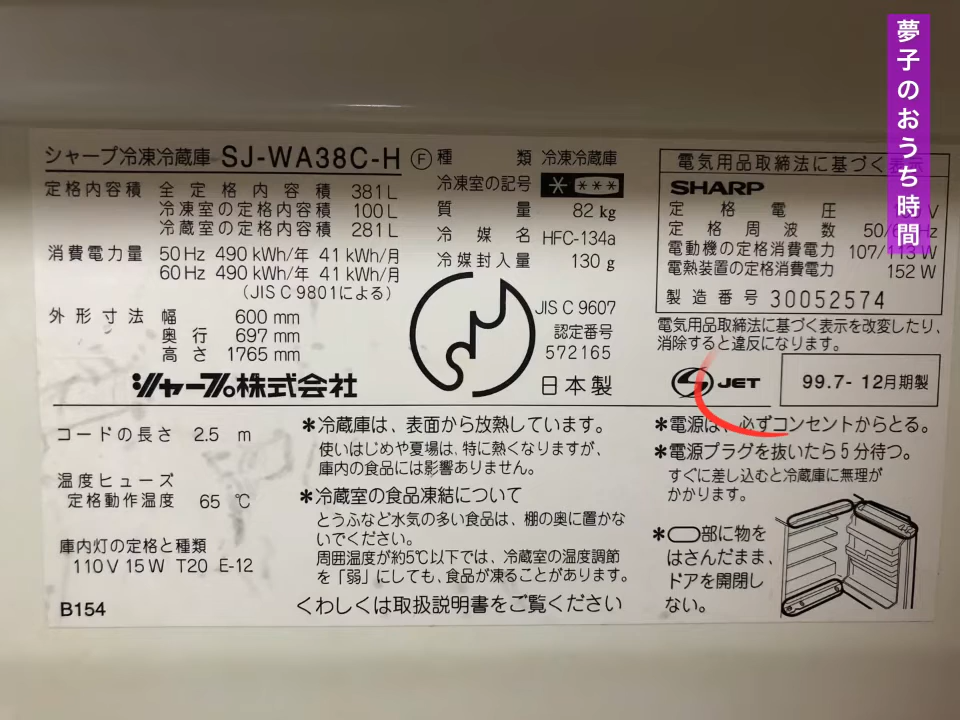 夢子のおうち時間
シャープ冷凍冷蔵庫 SJ-WA38C-H Ⓕ
定格内容積 全定格内容積 381L
冷凍室の定格内容積 100L
冷蔵室の定格内容積 281L
消費電力量 50Hz 490kWh/年 41kWh/月
60Hz 490kWh/年 41kWh/月
(JIS C 9801による)
外形寸法 幅 600mm
奥行 697mm
高さ 1765mm
シャープ株式会社
種類 冷凍冷蔵庫
冷凍室の記号 * ***
質量 82kg
冷媒名 HFC-134a
冷媒封入量 130g
JIS C 9607
認定番号
572165
日本製
電気用品取締法に基づく表示
SHARP
定格電圧 V
定格周波数 50/ Hz
電動機の定格消費電力 107/113W
電熱装置の定格消費電力 152W
製造番号 30052574
電気用品取締法に基づく表示を改変したり、
消除すると違反になります。
JET
99.7-12月期製
コードの長さ 2.5 m
温度ヒューズ
定格動作温度 65 ℃
庫内灯の定格と種類
110V 15W T20 E-12
B154
*冷蔵庫は、表面から放熱しています。
使いはじめや夏場は、特に熱くなりますが、
庫内の食品には影響ありません。
*冷蔵室の食品凍結について
とうふなど水気の多い食品は、棚の奥に置かな
いでください。
周囲温度が約5℃以下では、冷蔵室の温度調節
を「弱」にしても、食品が凍ることがあります。
くわしくは取扱説明書をご覧ください
*電源は、必ずコンセントからとる。
*電源プラグを抜いたら5分待つ。
すぐに差し込むと冷蔵庫に無理が
かかります。
*⬭部に物を
はさんだまま、
ドアを開閉し
ない。